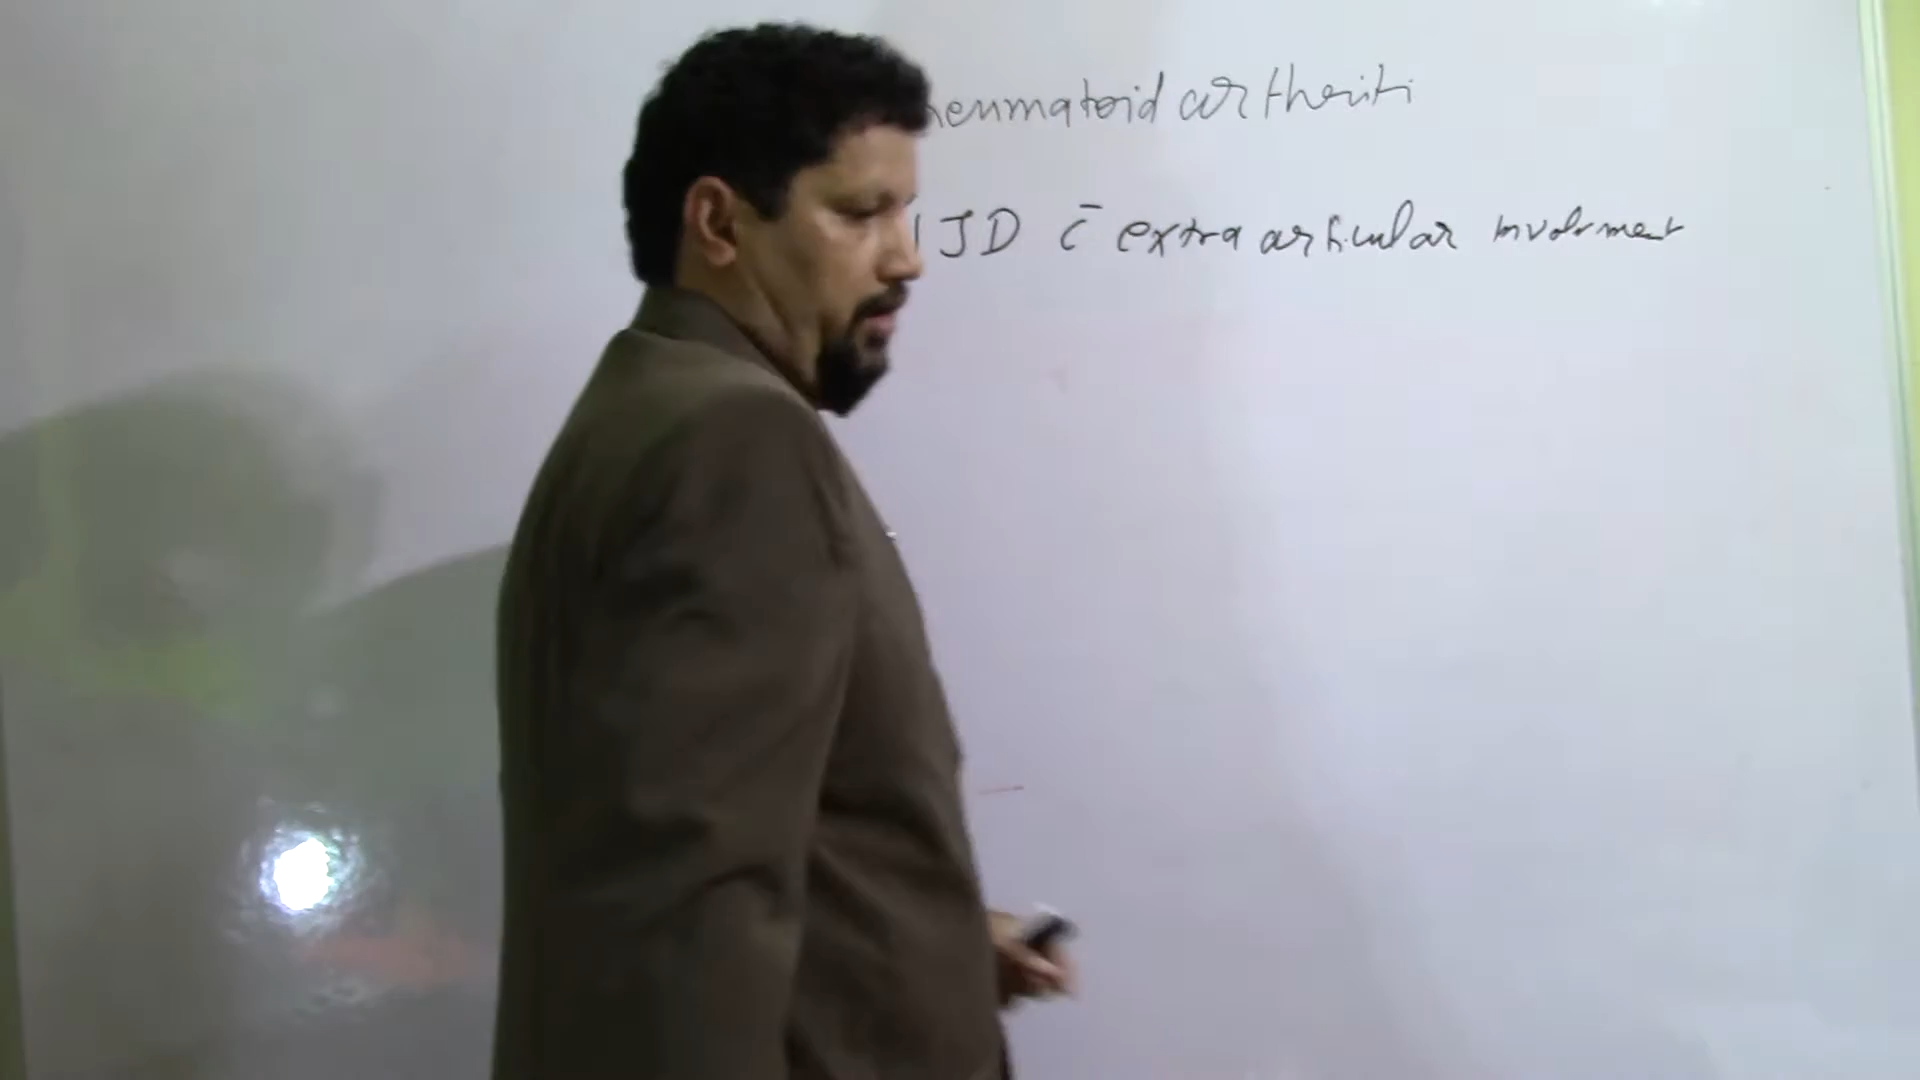 heumatoid artheriti
IJD c̄ extra articular involvment